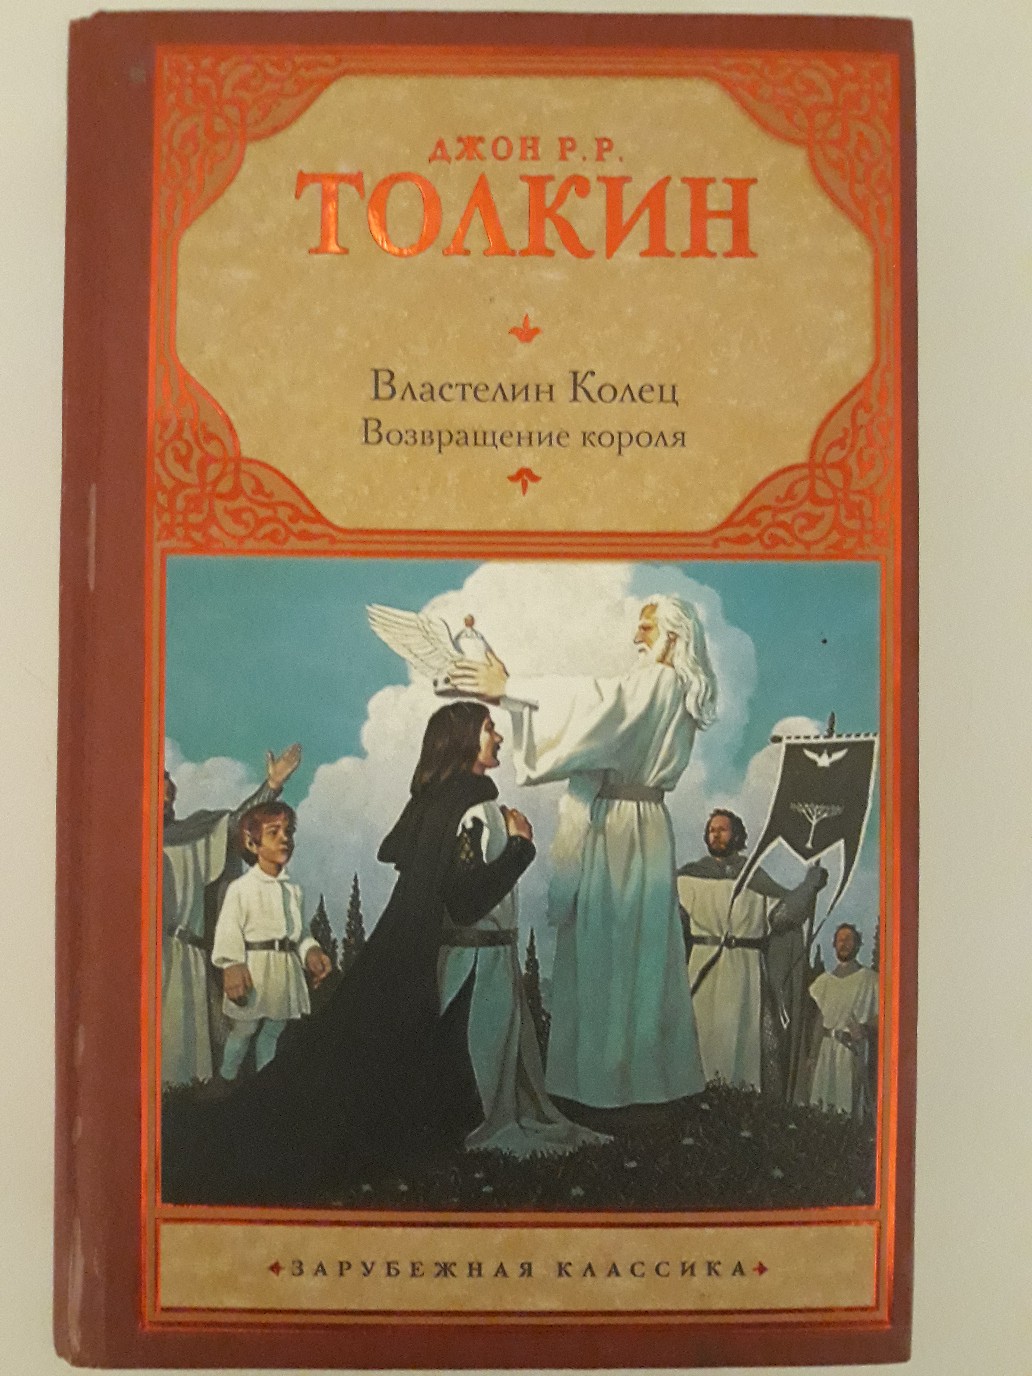 ДЖОН Р. Р.
ТОЛКИН
Властелин Колец
Возвращение короля
ЗАРУБЕЖНАЯ КЛАССИКА